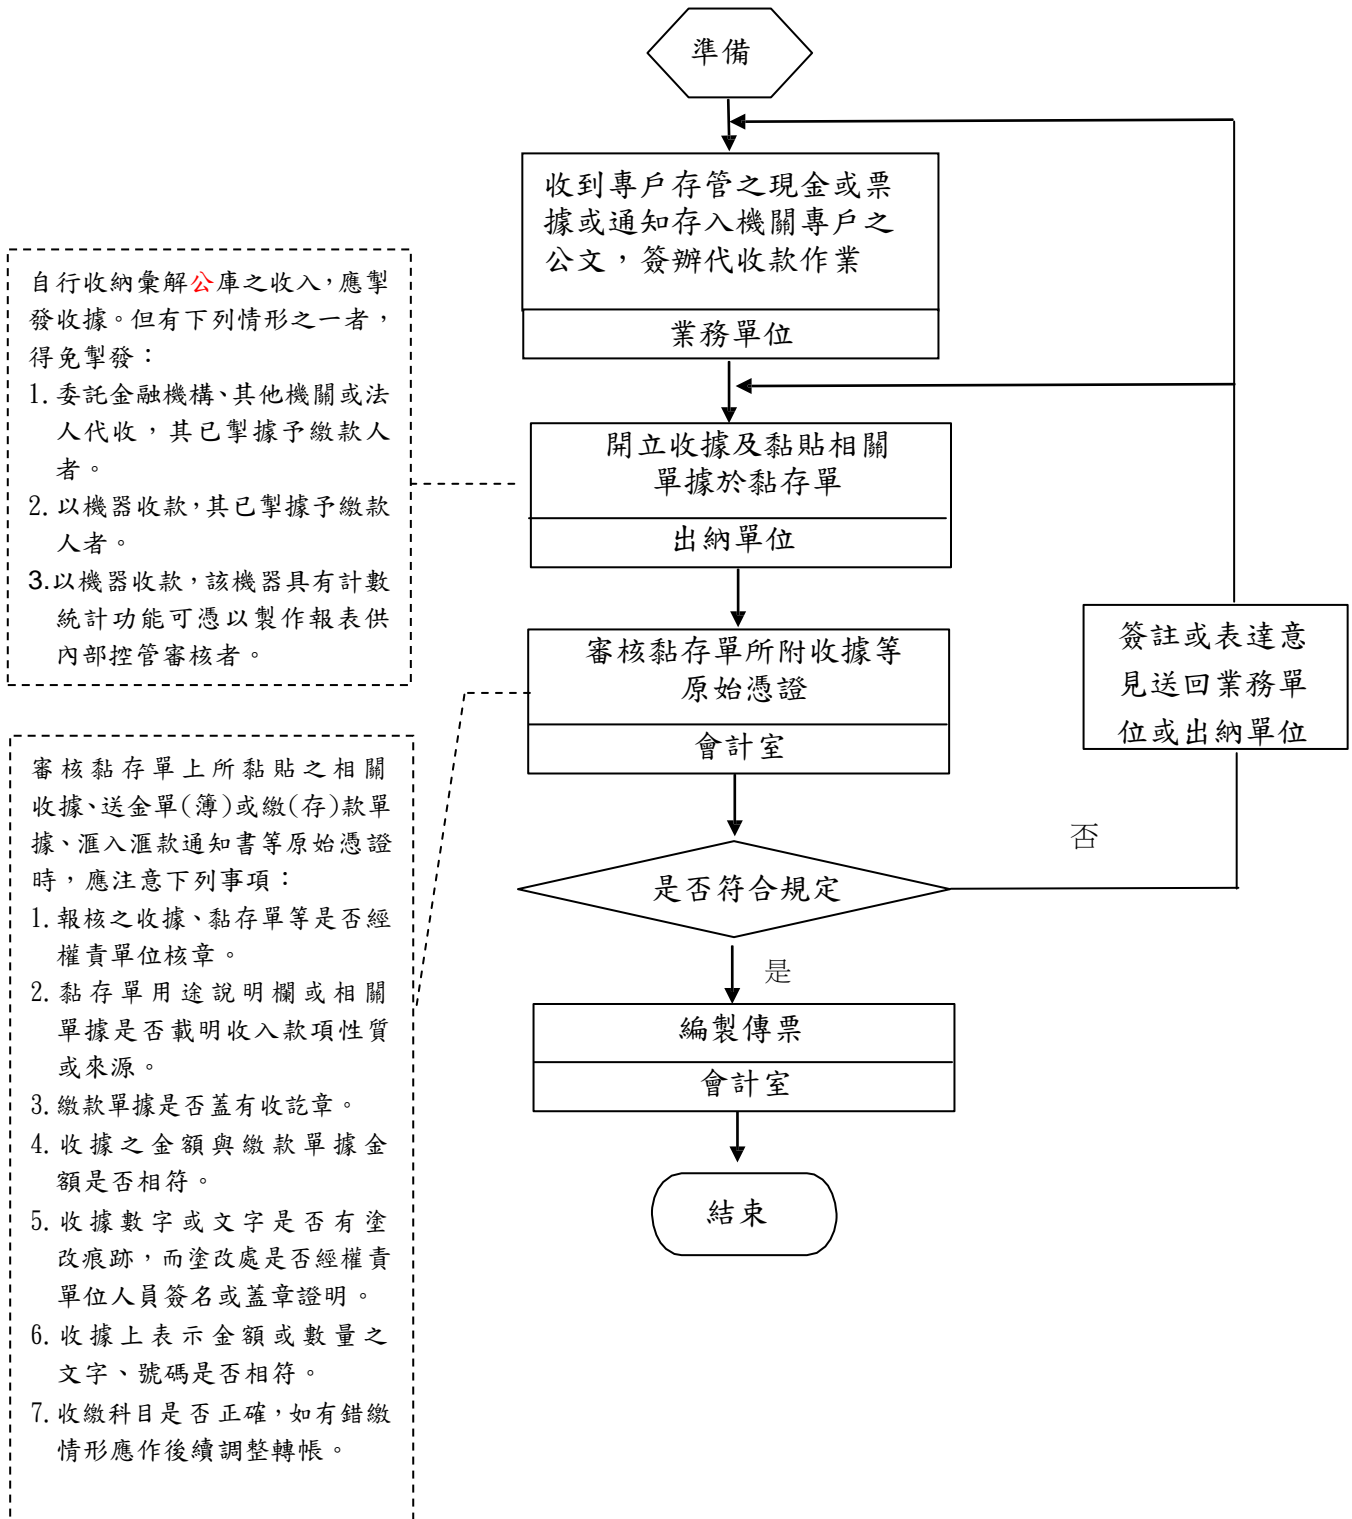 準備
收到專戶存管之現金或票
據或通知存入機關專戶之
公文，簽辦代收款作業
業務單位
自行收納彙解公庫之收入，應掣
發收據。但有下列情形之一者，
得免掣發：
1. 委託金融機構、其他機關或法
人代收，其已掣據予繳款人
者。
2. 以機器收款，其已掣據予繳款
人者。
3.以機器收款，該機器具有計數
統計功能可憑以製作報表供
內部控管審核者。
開立收據及黏貼相關
單據於黏存單
出納單位
審核黏存單所附收據等
原始憑證
會計室
簽註或表達意
見送回業務單
位或出納單位
審核黏存單上所黏貼之相關
收據、送金單(簿)或繳(存)款單
據、滙入滙款通知書等原始憑證
時，應注意下列事項：
1. 報核之收據、黏存單等是否經
權責單位核章。
2. 黏存單用途說明欄或相關
單據是否載明收入款項性質
或來源。
3. 繳款單據是否蓋有收訖章。
4. 收據之金額與繳款單據金
額是否相符。
5. 收據數字或文字是否有塗
改痕跡，而塗改處是否經權責
單位人員簽名或蓋章證明。
6. 收據上表示金額或數量之
文字、號碼是否相符。
7. 收繳科目是否正確，如有錯繳
情形應作後續調整轉帳。
否
是否符合規定
是
編製傳票
會計室
結束